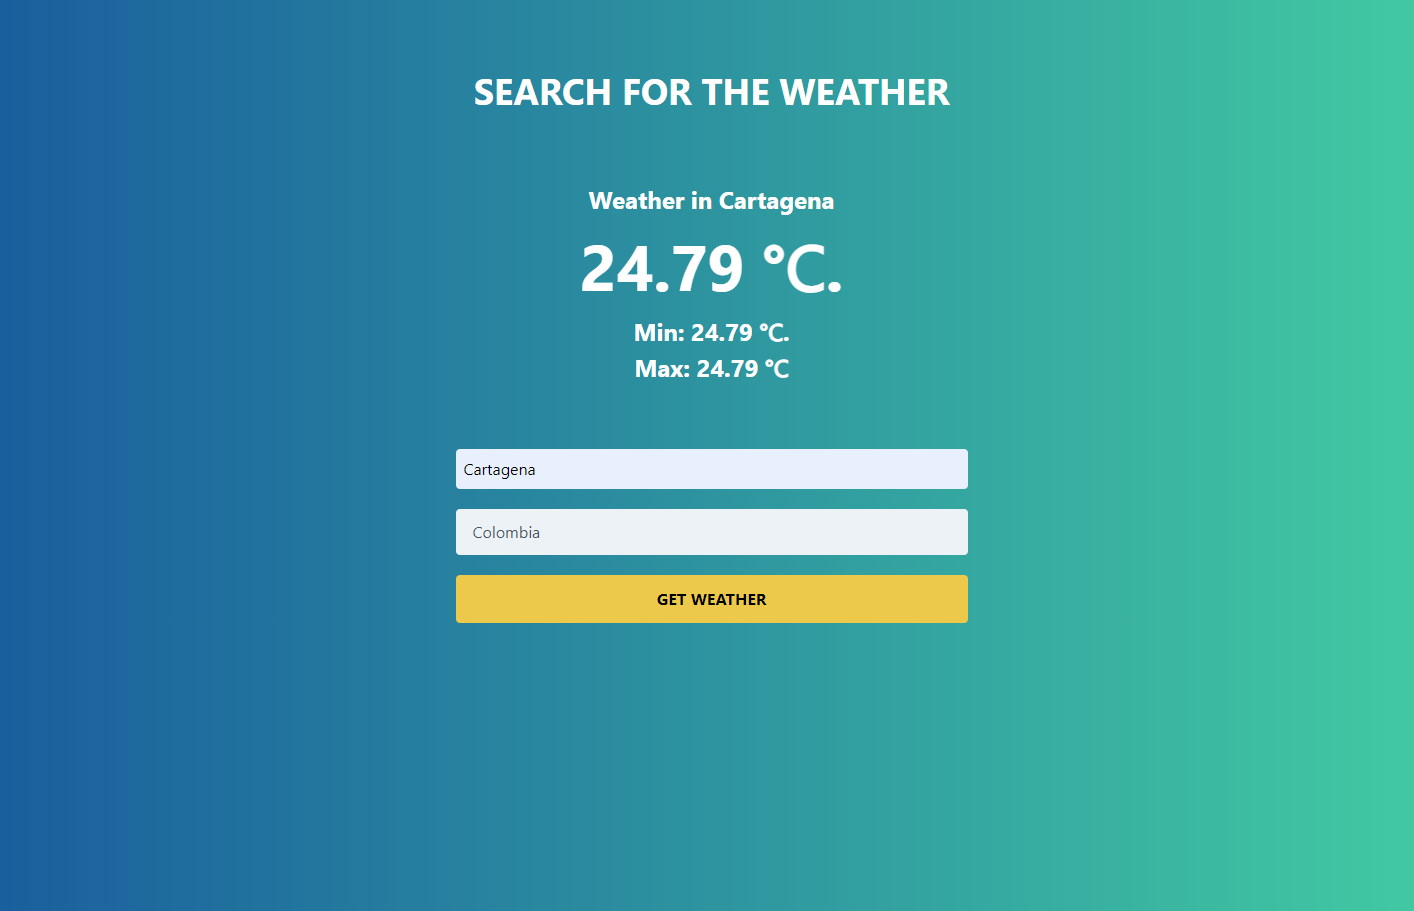 SEARCH FOR THE WEATHER
Weather in Cartagena
24.79 ℃.
Min: 24.79 ℃.
Max: 24.79 ℃
Cartagena
Colombia
GET WEATHER